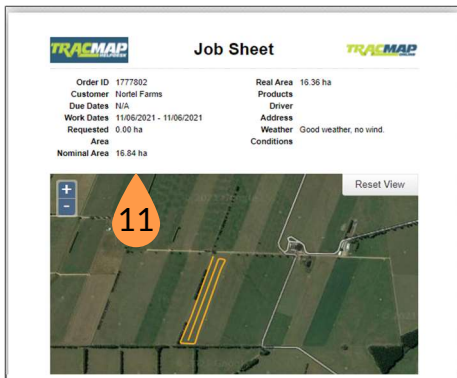 TRACMAP
HELPDESK
Job Sheet
TRACMAP
ONLINE
Order ID 1777802
Customer Nortel Farms
Due Dates N/A
Work Dates 11/06/2021 - 11/06/2021
Requested Area 0.00 ha
Nominal Area 16.84 ha
Real Area 16.36 ha
Products
Driver
Address
Weather Conditions Good weather, no wind.
+
-
Reset View
11